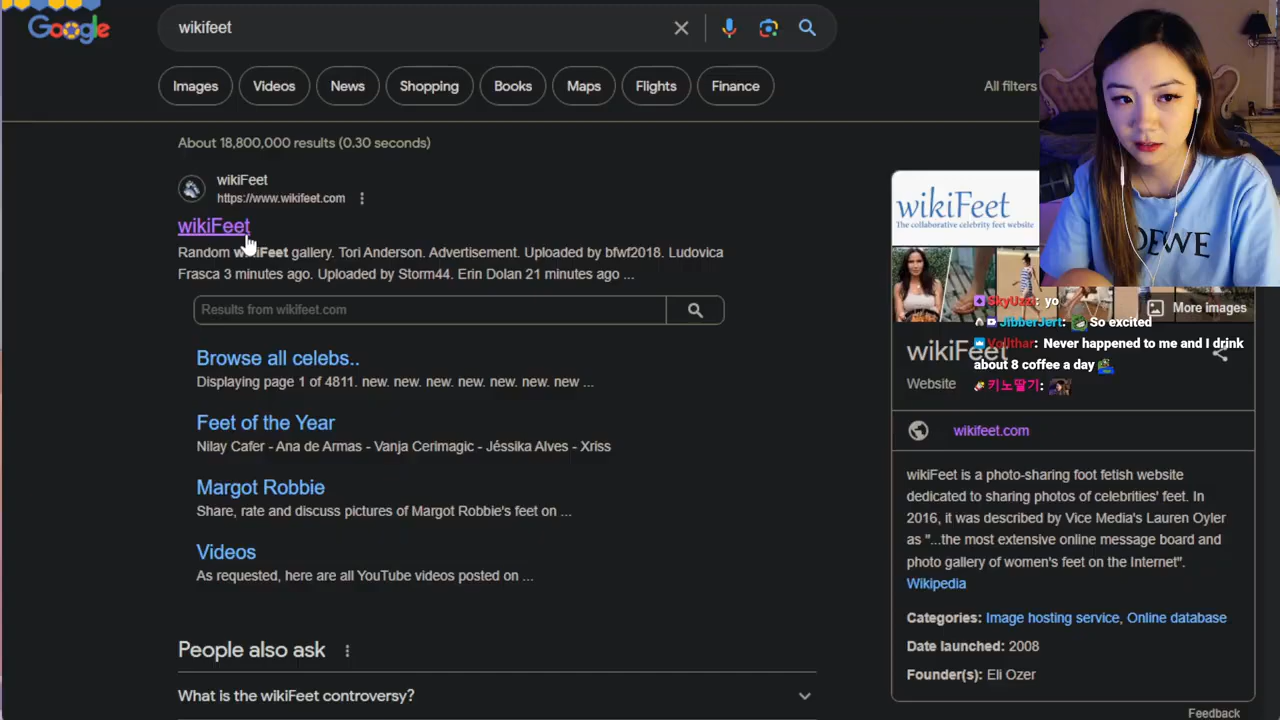 Google
wikifeet
Images
Videos
News
Shopping
Books
Maps
Flights
Finance
All filters
About 18,800,000 results (0.30 seconds)
wikiFeet
https://www.wikifeet.com
wikiFeet
Random wikiFeet gallery. Tori Anderson. Advertisement. Uploaded by bfwf2018. Ludovica
Frasca 3 minutes ago. Uploaded by Storm44. Erin Dolan 21 minutes ago ...
Results from wikifeet.com
Browse all celebs..
Displaying page 1 of 4811. new. new. new. new. new. new ...
Feet of the Year
Nilay Cafer - Ana de Armas - Vanja Cerimagic - Jéssika Alves - Xriss
Margot Robbie
Share, rate and discuss pictures of Margot Robbie's feet on ...
Videos
As requested, here are all YouTube videos posted on ...
People also ask
What is the wikiFeet controversy?
wikiFeet
The collaborative celebrity feet website
More images
SkyUzzi: yo
JibberJert: So excited
Vollthar: Never happened to me and I drink
about 8 coffee a day
키노딸기:
wikiFeet
Website
wikifeet.com
wikiFeet is a photo-sharing foot fetish website
dedicated to sharing photos of celebrities' feet. In
2016, it was described by Vice Media's Lauren Oyler
as "...the most extensive online message board and
photo gallery of women's feet on the Internet".
Wikipedia
Categories: Image hosting service, Online database
Date launched: 2008
Founder(s): Eli Ozer
Feedback